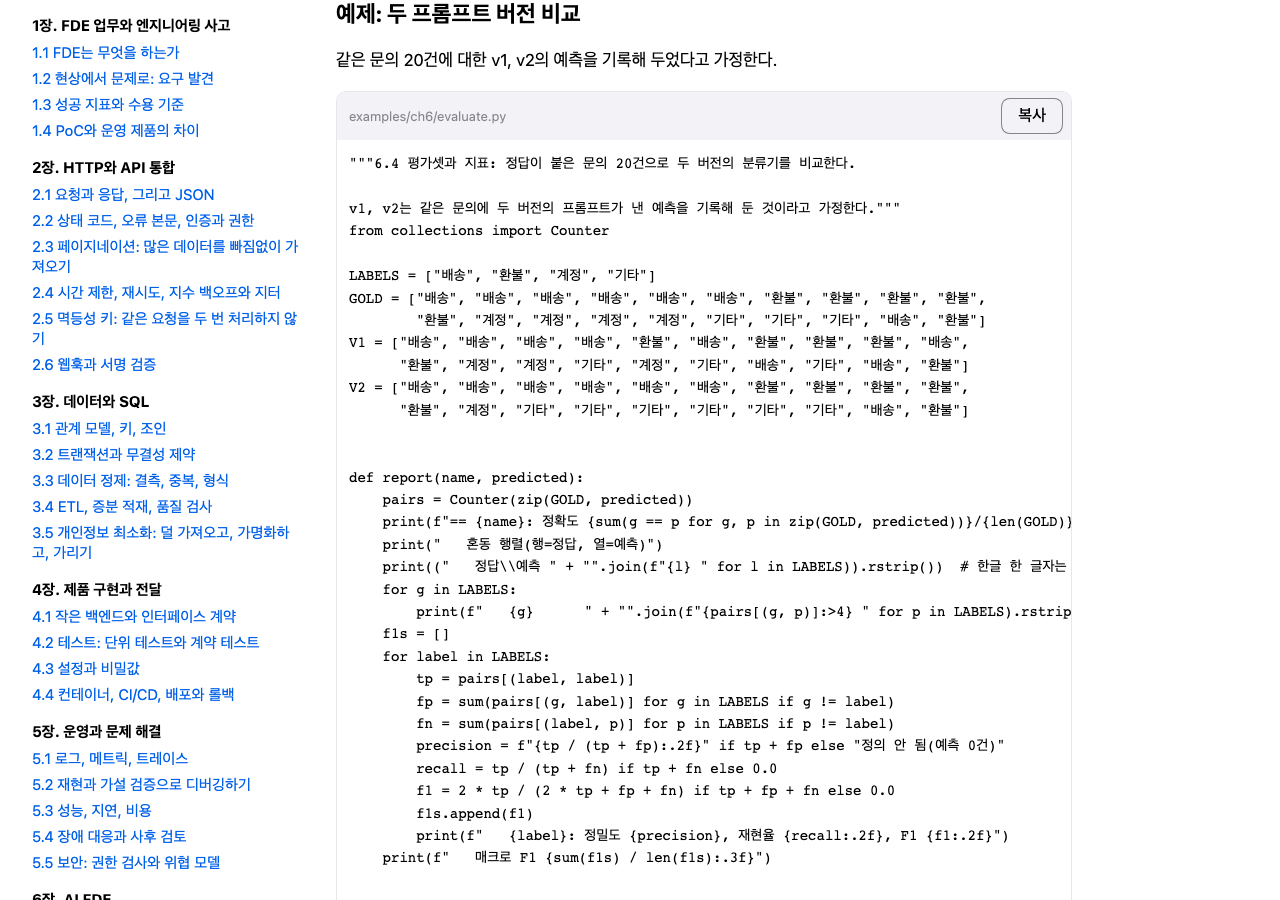 1장. FDE 업무와 엔지니어링 사고
1.1 FDE는 무엇을 하는가
1.2 현상에서 문제로: 요구 발견
1.3 성공 지표와 수용 기준
1.4 PoC와 운영 제품의 차이
2장. HTTP와 API 통합
2.1 요청과 응답, 그리고 JSON
2.2 상태 코드, 오류 본문, 인증과 권한
2.3 페이지네이션: 많은 데이터를 빠짐없이 가
져오기
2.4 시간 제한, 재시도, 지수 백오프와 지터
2.5 멱등성 키: 같은 요청을 두 번 처리하지 않
기
2.6 웹훅과 서명 검증
3장. 데이터와 SQL
3.1 관계 모델, 키, 조인
3.2 트랜잭션과 무결성 제약
3.3 데이터 정제: 결측, 중복, 형식
3.4 ETL, 증분 적재, 품질 검사
3.5 개인정보 최소화: 덜 가져오고, 가명화하
고, 가리기
4장. 제품 구현과 전달
4.1 작은 백엔드와 인터페이스 계약
4.2 테스트: 단위 테스트와 계약 테스트
4.3 설정과 비밀값
4.4 컨테이너, CI/CD, 배포와 롤백
5장. 운영과 문제 해결
5.1 로그, 메트릭, 트레이스
5.2 재현과 가설 검증으로 디버깅하기
5.3 성능, 지연, 비용
5.4 장애 대응과 사후 검토
5.5 보안: 권한 검사와 위협 모델
6장. AI FDE
예제: 두 프롬프트 버전 비교
같은 문의 20건에 대한 v1, v2의 예측을 기록해 두었다고 가정한다.
examples/ch6/evaluate.py
복사
"""6.4 평가셋과 지표: 정답이 붙은 문의 20건으로 두 버전의 분류기를 비교한다.
v1, v2는 같은 문의에 두 버전의 프롬프트가 낸 예측을 기록해 둔 것이라고 가정한다."""
from collections import Counter
LABELS = ["배송", "환불", "계정", "기타"]
GOLD = ["배송", "배송", "배송", "배송", "배송", "배송", "환불", "환불", "환불", "환불",
        "환불", "계정", "계정", "계정", "계정", "기타", "기타", "기타", "배송", "환불"]
V1 = ["배송", "배송", "배송", "배송", "환불", "배송", "환불", "환불", "환불", "배송",
      "환불", "계정", "계정", "기타", "계정", "기타", "배송", "기타", "배송", "환불"]
V2 = ["배송", "배송", "배송", "배송", "배송", "배송", "환불", "환불", "환불", "환불",
      "환불", "계정", "기타", "기타", "기타", "기타", "기타", "기타", "배송", "환불"]
def report(name, predicted):
    pairs = Counter(zip(GOLD, predicted))
    print(f"== {name}: 정확도 {sum(g == p for g, p in zip(GOLD, predicted))}/{len(GOLD)}
    print("   혼동 행렬(행=정답, 열=예측)")
    print(("   정답\\예측 " + "".join(f"{l} " for l in LABELS)).rstrip())  # 한글 한 글자는
    for g in LABELS:
        print(f"   {g}      " + "".join(f"{pairs[(g, p)]:>4} " for p in LABELS).rstrip
    f1s = []
    for label in LABELS:
        tp = pairs[(label, label)]
        fp = sum(pairs[(g, label)] for g in LABELS if g != label)
        fn = sum(pairs[(label, p)] for p in LABELS if p != label)
        precision = f"{tp / (tp + fp):.2f}" if tp + fp else "정의 안 됨(예측 0건)"
        recall = tp / (tp + fn) if tp + fn else 0.0
        f1 = 2 * tp / (2 * tp + fp + fn) if tp + fp + fn else 0.0
        f1s.append(f1)
        print(f"   {label}: 정밀도 {precision}, 재현율 {recall:.2f}, F1 {f1:.2f}")
    print(f"   매크로 F1 {sum(f1s) / len(f1s):.3f}")